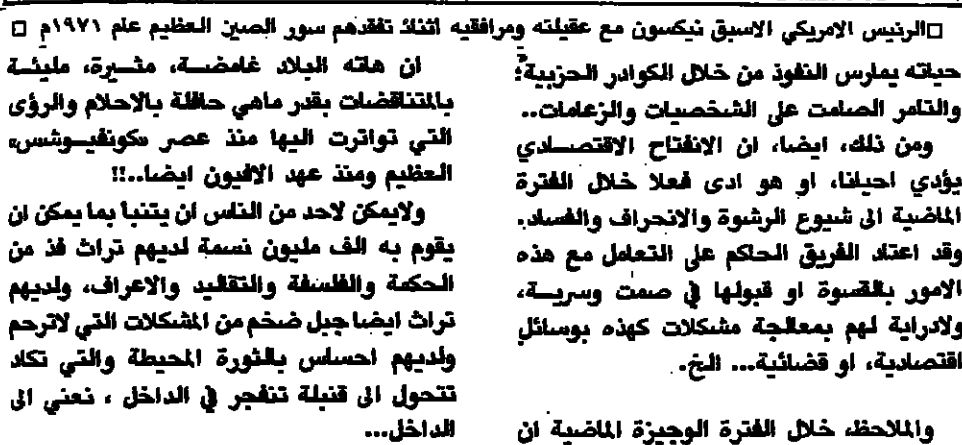 □الرئيس الامريكي الاسبق نيكسون مع عقيلته ومرافقيه اثناء تفقدهم سور الصين العظيم عام ١٩٧١م □
حياته يمارس النفوذ من خلال الكوادر الحزبية؛
والتامر الصامت على الشخصيات والزعامات..
ومن ذلك، ايضا، ان الانفتاح الاقتصادي
يؤدي احيانا، او هو ادى فعلا خلال الفترة
الماضية الى شيوع الرشوة والانحراف والفساد.
وقد اعتاد الفريق الحاكم على التعامل مع هذه
الامور بالقسوة او قبولها في صمت وسرية،
ولادراية لهم بمعالجة مشكلات كهذه بوسائل
اقتصادية، او قضائية... الخ.
والملاحظ، خلال الفترة الوجيزة الماضية ان
ان هاته البلاد غامضة، مثيرة، مليئة
بالمتناقضات بقدر ماهي حافلة بالاحلام والرؤى
التي تواترت اليها منذ عصر «كونفيوشس»
العظيم ومنذ عهد الافيون ايضا..!!
ولايمكن لاحد من الناس ان يتنبا بما يمكن ان
يقوم به الف مليون نسمة لديهم تراث فذ من
الحكمة والفلسفة والتقاليد والاعراف، ولديهم
تراث ايضا جبل ضخم من المشكلات التي لاترحم
ولديهم احساس بالثورة المحيطة والتي تكاد
تتحول الى قنبلة تنفجر في الداخل ، نعني الى
الداخل...